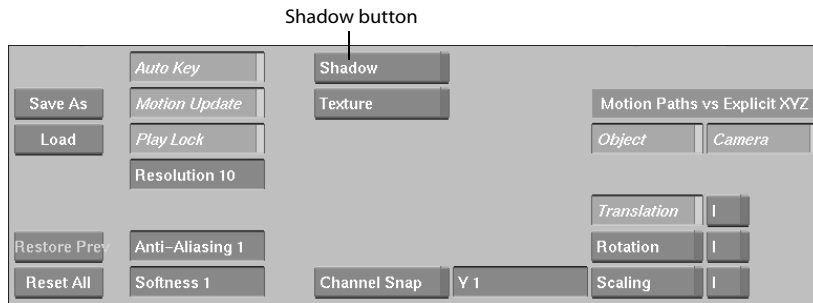 Shadow button
Auto Key
Shadow
Save As
Motion Update
Texture
Motion Paths vs Explicit XYZ
Load
Play Lock
Object
Camera
Resolution 10
Translation
I
Restore Prev
Anti-Aliasing 1
Rotation
I
Reset All
Softness 1
Channel Snap
Y 1
Scaling
I